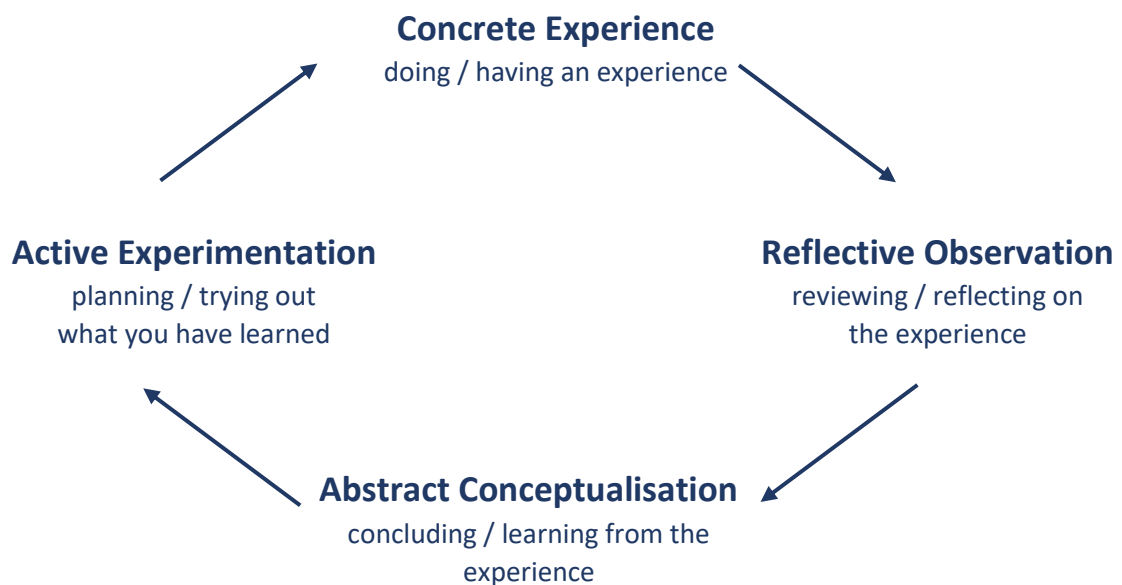 Concrete Experience
doing / having an experience
Active Experimentation
planning / trying out
what you have learned
Reflective Observation
reviewing / reflecting on
the experience
Abstract Conceptualisation
concluding / learning from the
experience